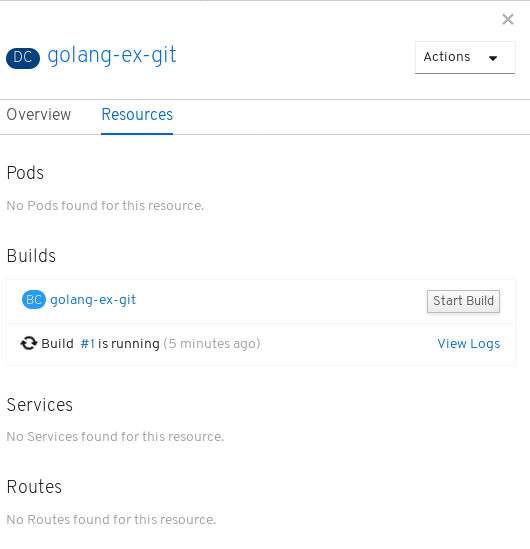 ×
DC golang-ex-git
Actions
Overview Resources
Pods
No Pods found for this resource.
Builds
BC golang-ex-git Start Build
Build #1 is running (5 minutes ago) View Logs
Services
No Services found for this resource.
Routes
No Routes found for this resource.